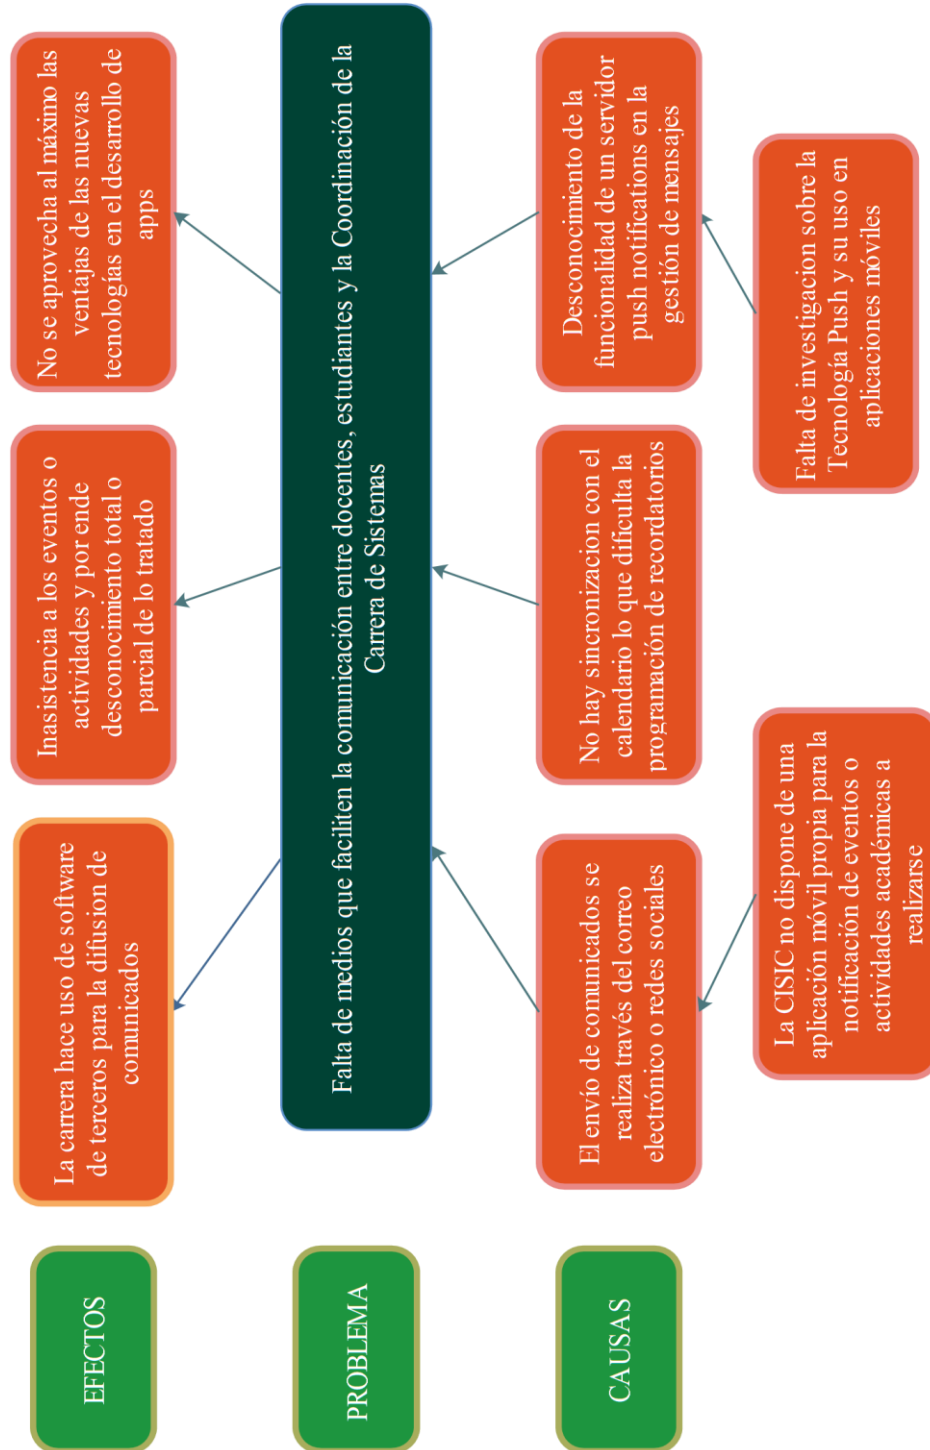 EFECTOS
La carrera hace uso de software
de terceros para la difusion de
comunicados
Inasistencia a los eventos o
actividades y por ende
desconocimiento total o
parcial de lo tratado
No se aprovecha al máximo las
ventajas de las nuevas
tecnologías en el desarrollo de
apps
PROBLEMA
Falta de medios que faciliten la comunicación entre docentes, estudiantes y la Coordinación de la
Carrera de Sistemas
CAUSAS
El envío de comunicados se
realiza través del correo
electrónico o redes sociales
No hay sincronizacion con el
calendario lo que dificulta la
programación de recordatorios
Desconocimiento de la
funcionalidad de un servidor
push notifications en la
gestión de mensajes
La CISIC no dispone de una
aplicación móvil propia para la
notificación de eventos o
actividades académicas a
realizarse
Falta de investigacion sobre la
Tecnología Push y su uso en
aplicaciones móviles